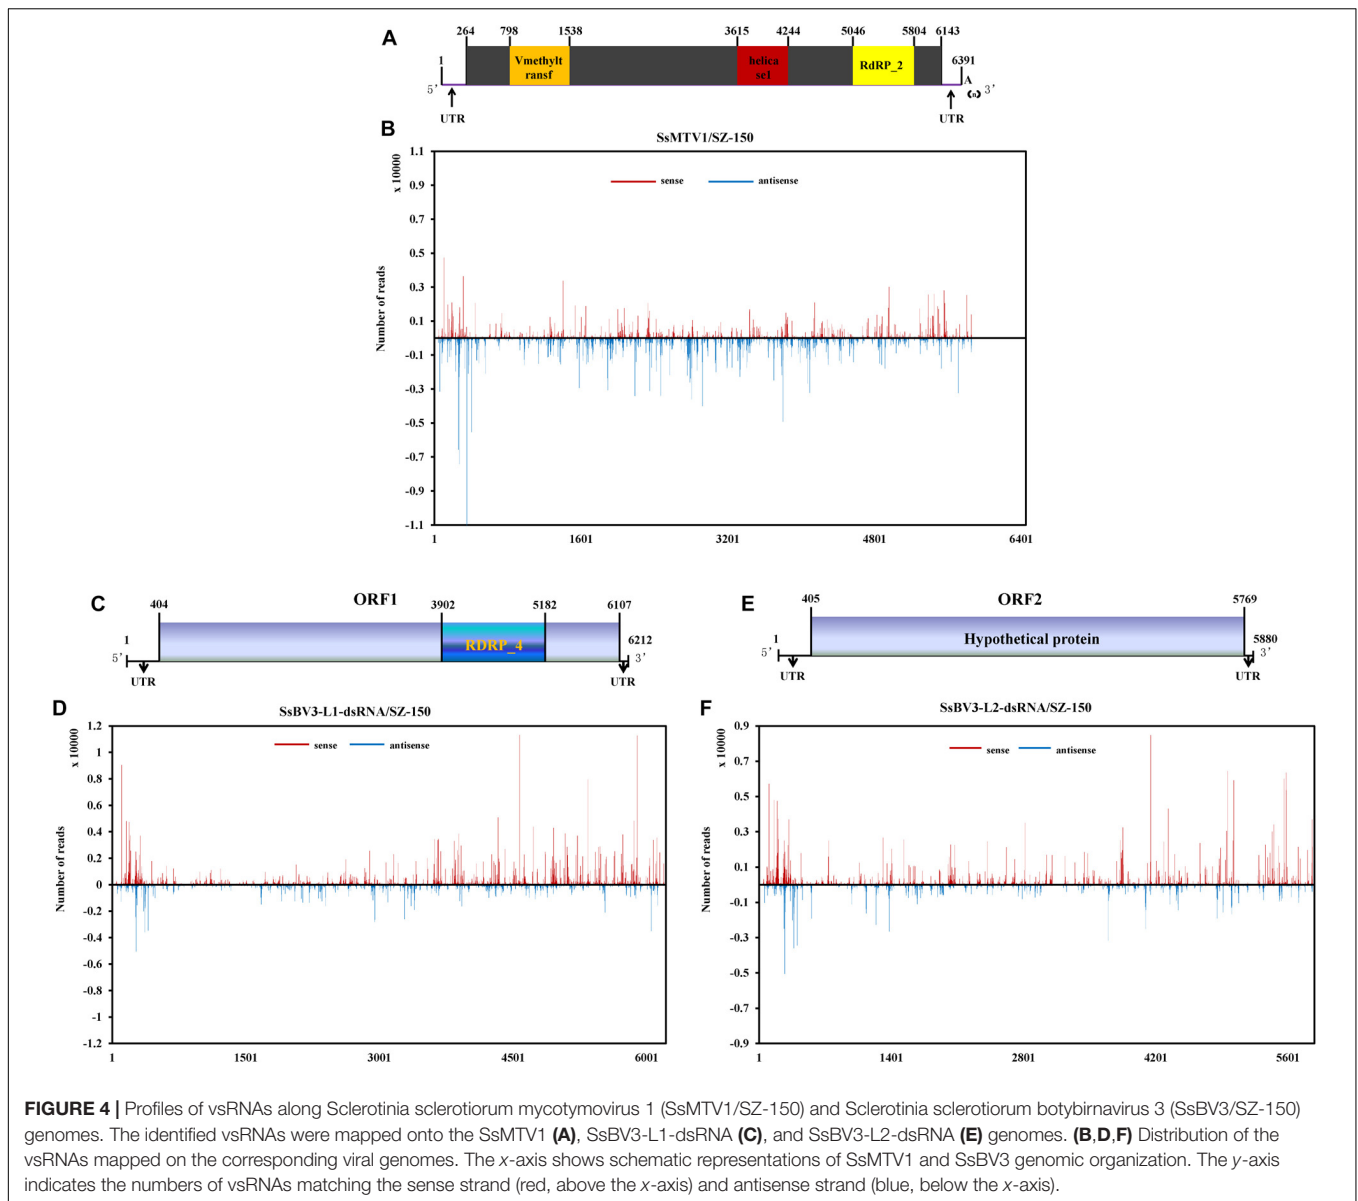 A
264 798 1538 3615 4244 5046 5804 6143
1 6391
Vmethylt
ransf
helica
se1
RdRP_2
A
(n)
5' 3'
UTR UTR
B
SsMTV1/SZ-150
x 10000
Number of reads
sense antisense
1.1
0.9
0.7
0.5
0.3
0.1
-0.1
-0.3
-0.5
-0.7
-0.9
-1.1
1 1601 3201 4801 6401
C
ORF1
404 3902 5182 6107
1 6212
RDRP_4
5' 3'
UTR UTR
E
ORF2
405 5769
1 5880
Hypothetical protein
5' 3'
UTR UTR
D
SsBV3-L1-dsRNA/SZ-150
x 10000
Number of reads
sense antisense
1.2
1
0.8
0.6
0.4
0.2
0
-0.2
-0.4
-0.6
-0.8
-1
-1.2
1 1501 3001 4501 6001
F
SsBV3-L2-dsRNA/SZ-150
x 10000
Number of reads
sense antisense
0.9
0.7
0.5
0.3
0.1
-0.1
-0.3
-0.5
-0.7
-0.9
1 1401 2801 4201 5601
FIGURE 4 | Profiles of vsRNAs along Sclerotinia sclerotiorum mycotymovirus 1 (SsMTV1/SZ-150) and Sclerotinia sclerotiorum botybirnavirus 3 (SsBV3/SZ-150)
genomes. The identified vsRNAs were mapped onto the SsMTV1 (A), SsBV3-L1-dsRNA (C), and SsBV3-L2-dsRNA (E) genomes. (B,D,F) Distribution of the
vsRNAs mapped on the corresponding viral genomes. The x-axis shows schematic representations of SsMTV1 and SsBV3 genomic organization. The y-axis
indicates the numbers of vsRNAs matching the sense strand (red, above the x-axis) and antisense strand (blue, below the x-axis).